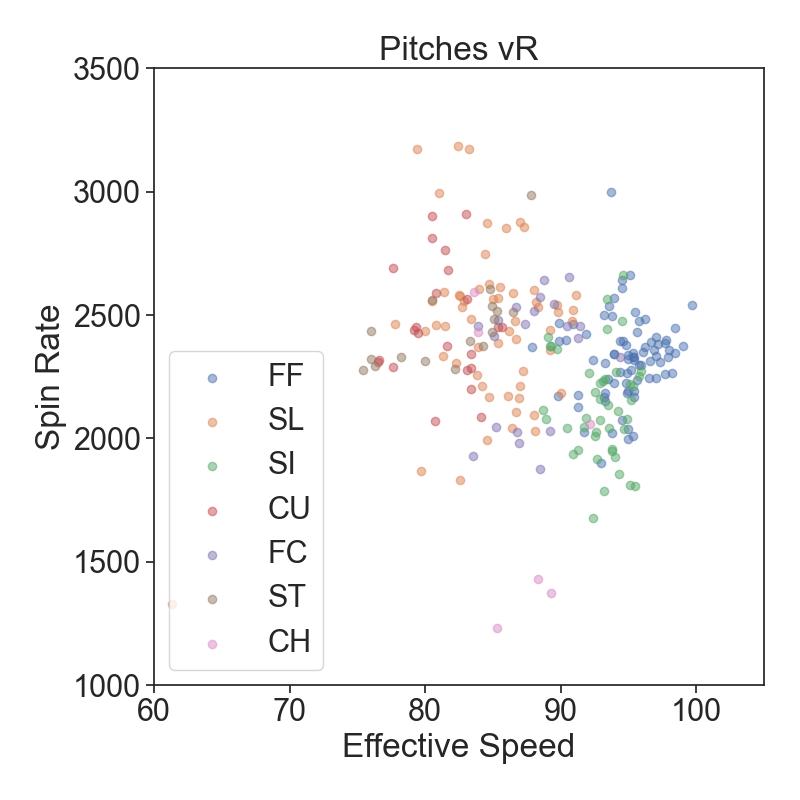 Pitches vR
3500
3000
2500
2000
1500
1000
Spin Rate
FF
SL
SI
CU
FC
ST
CH
60
70
80
90
100
Effective Speed